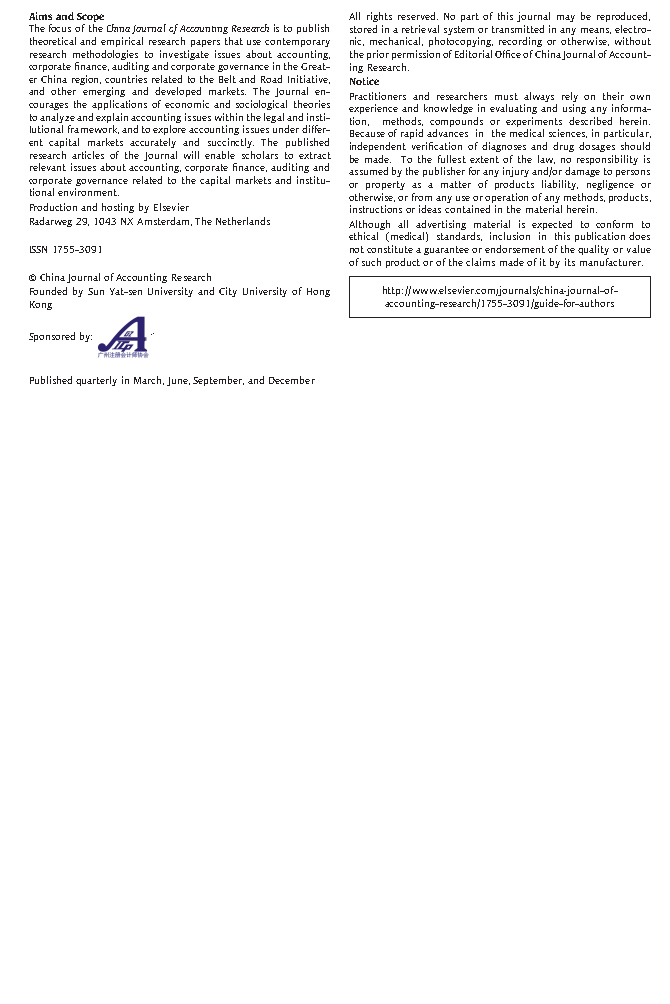 Aims and Scope
The focus of the China Journal of Accounting Research is to publish
theoretical and empirical research papers that use contemporary
research methodologies to investigate issues about accounting,
corporate finance, auditing and corporate governance in the Great-
er China region, countries related to the Belt and Road Initiative,
and other emerging and developed markets. The Journal en-
courages the applications of economic and sociological theories
to analyze and explain accounting issues within the legal and insti-
tutional framework, and to explore accounting issues under differ-
ent capital markets accurately and succinctly. The published
research articles of the Journal will enable scholars to extract
relevant issues about accounting, corporate finance, auditing and
corporate governance related to the capital markets and institu-
tional environment.
Production and hosting by Elsevier
Radarweg 29, 1043 NX Amsterdam, The Netherlands
ISSN 1755-3091
© China Journal of Accounting Research
Founded by Sun Yat-sen University and City University of Hong
Kong
Sponsored by:
广州注册会计师协会
Published quarterly in March, June, September, and December
All rights reserved. No part of this journal may be reproduced,
stored in a retrieval system or transmitted in any means, electro-
nic, mechanical, photocopying, recording or otherwise, without
the prior permission of Editorial Office of China Journal of Account-
ing Research.
Notice
Practitioners and researchers must always rely on their own
experience and knowledge in evaluating and using any informa-
tion, methods, compounds or experiments described herein.
Because of rapid advances in the medical sciences, in particular,
independent verification of diagnoses and drug dosages should
be made. To the fullest extent of the law, no responsibility is
assumed by the publisher for any injury and/or damage to persons
or property as a matter of products liability, negligence or
otherwise, or from any use or operation of any methods, products,
instructions or ideas contained in the material herein.
Although all advertising material is expected to conform to
ethical (medical) standards, inclusion in this publication does
not constitute a guarantee or endorsement of the quality or value
of such product or of the claims made of it by its manufacturer.
http://www.elsevier.com/journals/china-journal-of-
accounting-research/1755-3091/guide-for-authors